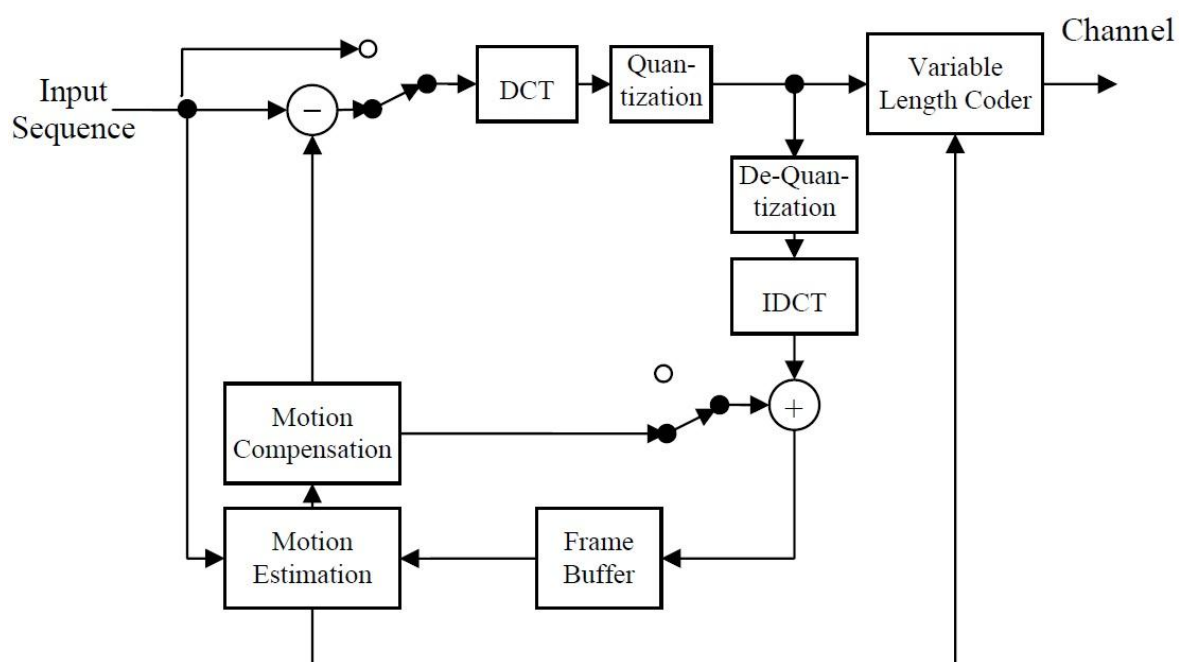 Channel
Input
Sequence
−
DCT
Quan-
tization
Variable
Length Coder
De-Quan-
tization
IDCT
+
Motion
Compensation
Motion
Estimation
Frame
Buffer